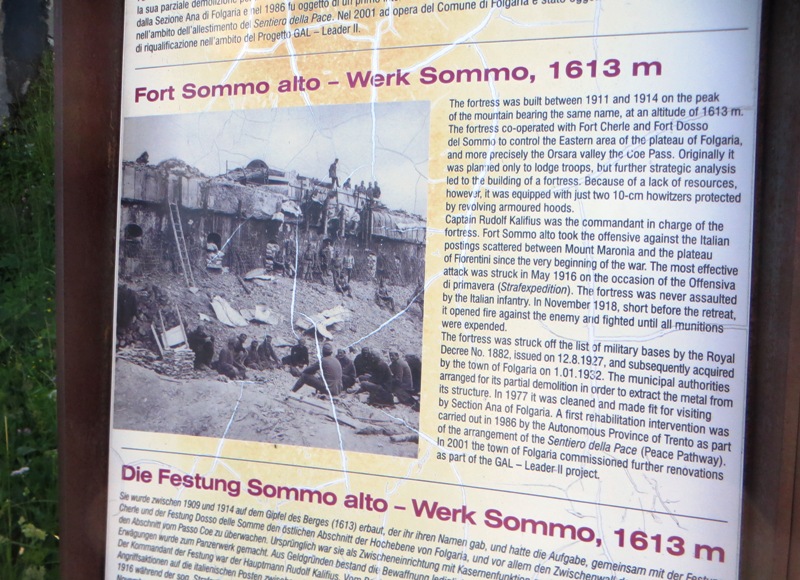 la sua parziale demolizione
dalla Sezione Ana di Folgaria e nel 1986 fu oggetto di un primo
nell'ambito dell'allestimento del Sentiero della Pace. Nel 2001 ad opera del Comune di Folgaria è stato
di riqualificazione nell'ambito del Progetto GAL – Leader II.
Fort Sommo alto – Werk Sommo, 1613 m
The fortress was built between 1911 and 1914 on the peak
of the mountain bearing the same name, at an altitude of 1613 m.
The fortress co-operated with Fort Cherle and Fort Dosso
del Sommo to control the Eastern area of the plateau of Folgaria,
and more precisely the Orsara valley the Coe Pass. Originally it
was planned only to lodge troops, but further strategic analysis
led to the building of a fortress. Because of a lack of resources,
however, it was equipped with just two 10-cm howitzers protected
by revolving armoured hoods.
Captain Rudolf Kalifius was the commandant in charge of the
fortress. Fort Sommo alto took the offensive against the Italian
postings scattered between Mount Maronia and the plateau
of Fiorentini since the very beginning of the war. The most effective
attack was struck in May 1916 on the occasion of the Offensiva
di primavera (Strafexpedition). The fortress was never assaulted
by the Italian infantry. In November 1918, short before the retreat,
it opened fire against the enemy and fighted until all munitions
were expended.
The fortress was struck off the list of military bases by the Royal
Decree No. 1882, issued on 12.8.1927, and subsequently acquired
by the town of Folgaria on 1.01.1932. The municipal authorities
arranged for its partial demolition in order to extract the metal from
its structure. In 1977 it was cleaned and made fit for visiting
by Section Ana of Folgaria. A first rehabilitation intervention was
carried out in 1986 by the Autonomous Province of Trento as part
of the arrangement of the Sentiero della Pace (Peace Pathway).
In 2001 the town of Folgaria commissioned further renovations
as part of the GAL – Leader II project.
Die Festung Sommo alto – Werk Sommo, 1613 m
Sie wurde zwischen 1909 und 1914 auf dem Gipfel des Berges (1613) erbaut, der ihr ihren Namen gab, und hatte die Aufgabe, gemeinsam mit der
Cherle und der Festung Dosso delle Somme den östlichen Abschnitt der Hochebene von Folgaria, und vor allem den
den Abschnitt vom Passo Coe zu überwachen. Ursprünglich war sie als Zwischeneinrichtung mit
Erwägungen wurde zum Panzerwerk gemacht. Aus Geldgründen bestand die Bewaffnung
Der Kommandant der Festung war der Hauptmann Rudolf Kalifius.
Angriffsaktionen auf die italienischen Posten
1916 während der sog.